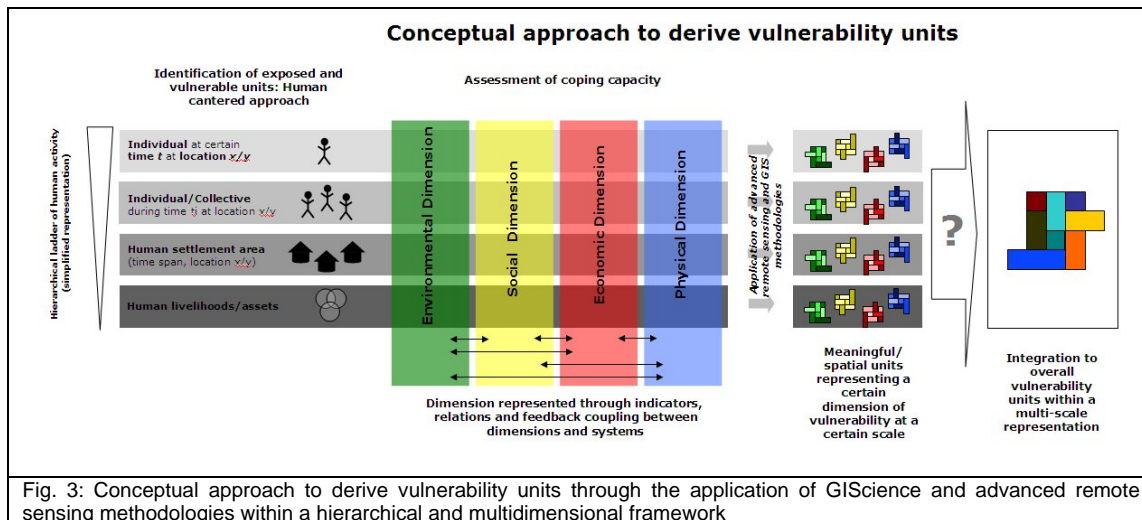 Conceptual approach to derive vulnerability units
Identification of exposed and
vulnerable units: Human
cantered approach
Assessment of coping capacity
Hierarchical ladder of human activity
(simplified representation)
Individual at certain
time t at location x/y
Individual/Collective
during time tj at location x/y
Human settlement area
(time span, location x/y)
Human livelihoods/assets
Environmental Dimension
Social Dimension
Economic Dimension
Physical Dimension
Application of advanced
remote sensing and GIS
methodologies
?
Dimension represented through indicators,
relations and feedback coupling between
dimensions and systems
Meaningful/
spatial units
representing a
certain
dimension of
vulnerability at a
certain scale
Integration to
overall
vulnerability
units within a
multi-scale
representation
Fig. 3: Conceptual approach to derive vulnerability units through the application of GIScience and advanced remote
sensing methodologies within a hierarchical and multidimensional framework